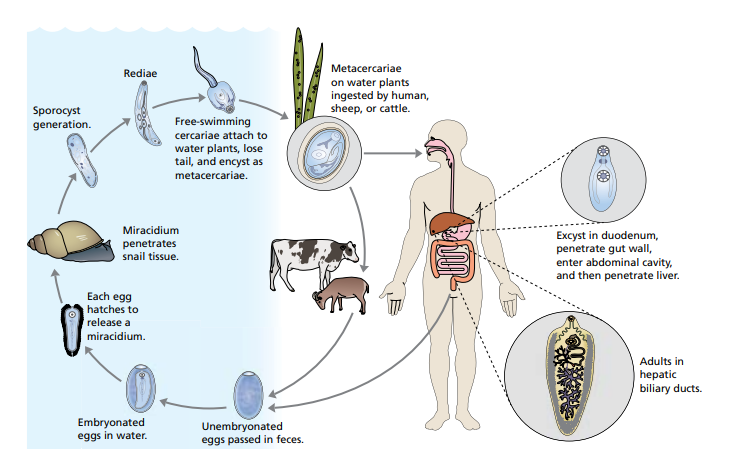 Rediae
Sporocyst
generation.
Free-swimming
cercariae attach to
water plants, lose
tail, and encyst as
metacercariae.
Metacercariae
on water plants
ingested by human,
sheep, or cattle.
Miracidium
penetrates
snail tissue.
Excyst in duodenum,
penetrate gut wall,
enter abdominal cavity,
and then penetrate liver.
Each egg
hatches to
release a
miracidium.
Adults in
hepatic
biliary ducts.
Embryonated
eggs in water.
Unembryonated
eggs passed in feces.